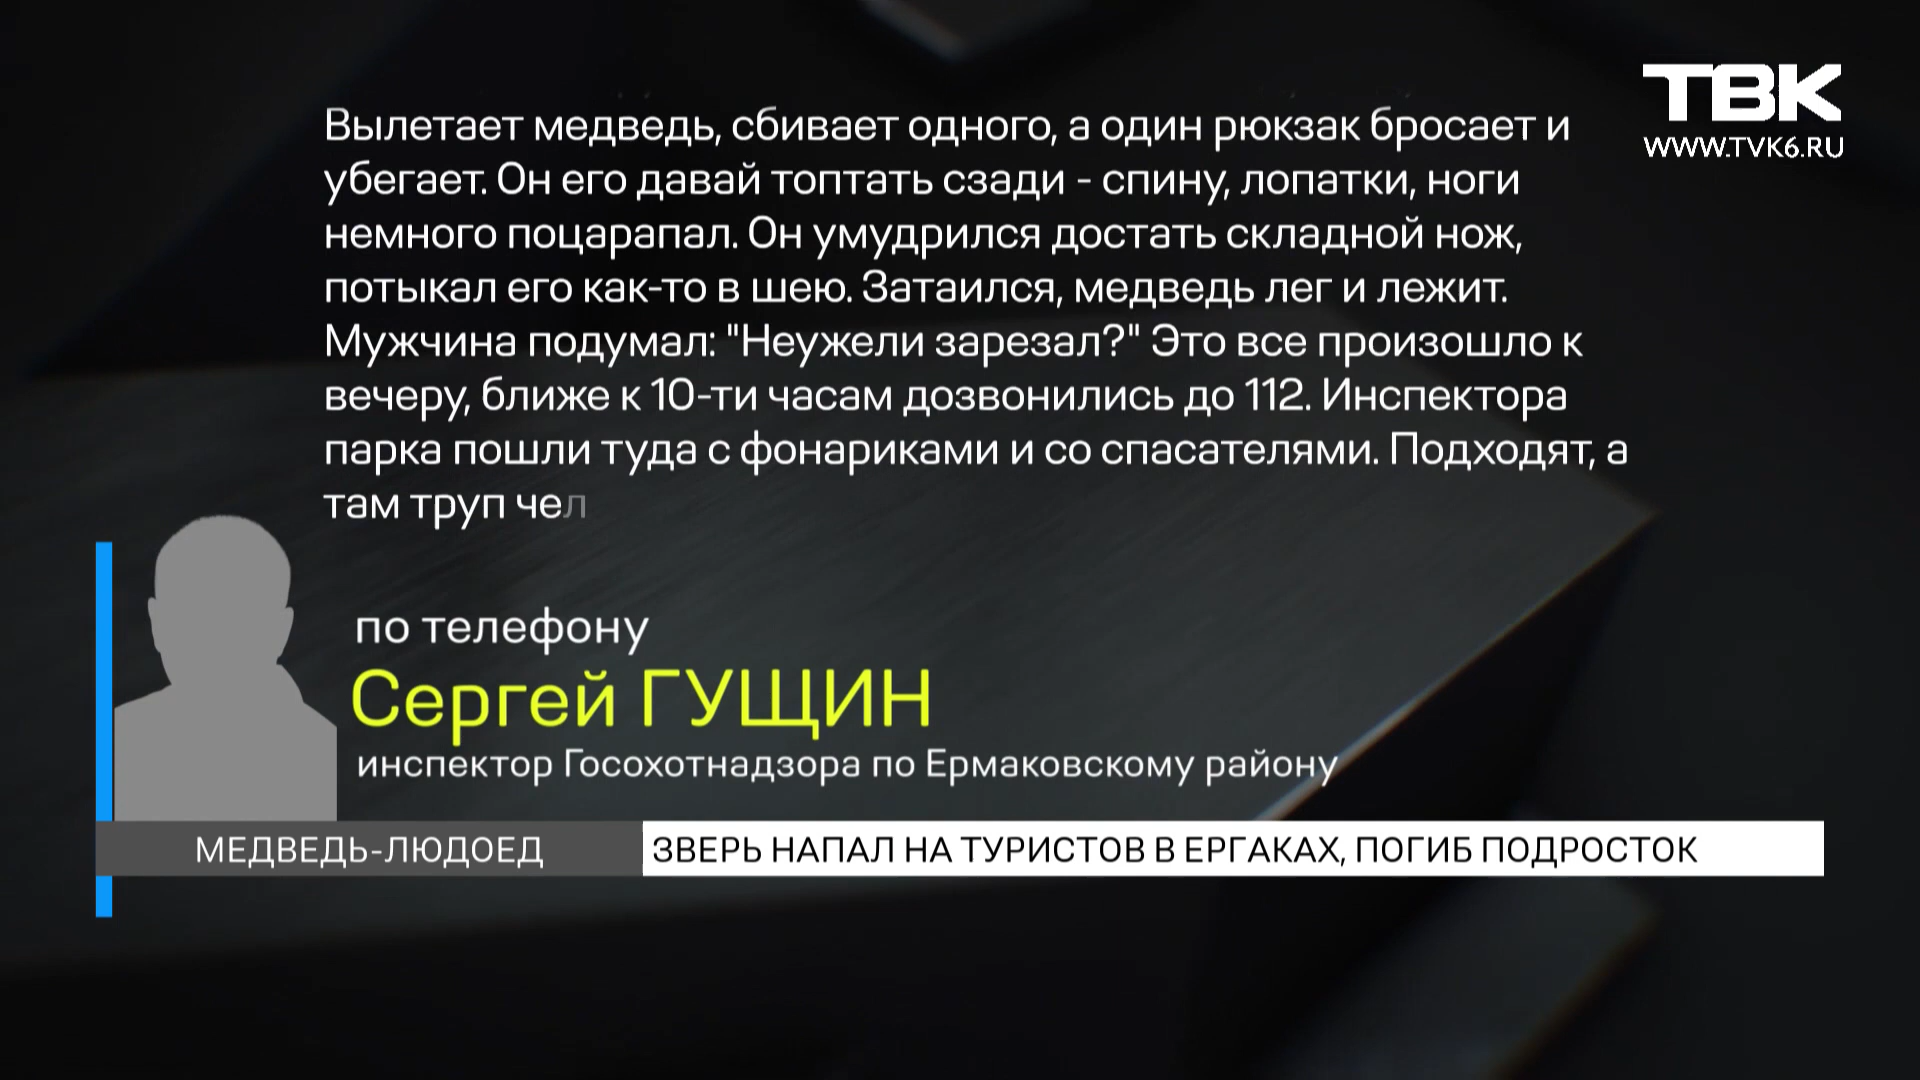 ТВК
WWW.TVK6.RU
Вылетает медведь, сбивает одного, а один рюкзак бросает и
убегает. Он его давай топтать сзади - спину, лопатки, ноги
немного поцарапал. Он умудрился достать складной нож,
потыкал его как-то в шею. Затаился, медведь лег и лежит.
Мужчина подумал: "Неужели зарезал?" Это все произошло к
вечеру, ближе к 10-ти часам дозвонились до 112. Инспектора
парка пошли туда с фонариками и со спасателями. Подходят, а
там труп чел
по телефону
Сергей ГУЩИН
инспектор Госохотнадзора по Ермаковскому району
МЕДВЕДЬ-ЛЮДОЕД
ЗВЕРЬ НАПАЛ НА ТУРИСТОВ В ЕРГАКАХ, ПОГИБ ПОДРОСТОК